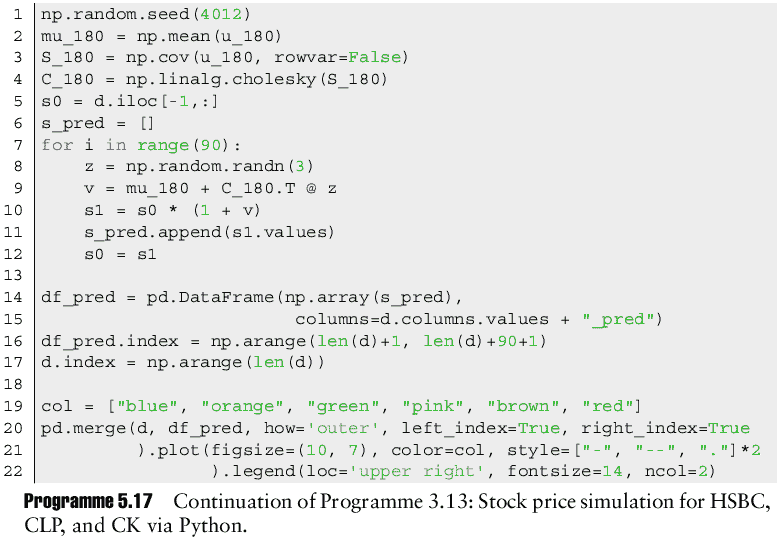 1 np.random.seed(4012)
2 mu_180 = np.mean(u_180)
3 S_180 = np.cov(u_180, rowvar=False)
4 C_180 = np.linalg.cholesky(S_180)
5 s0 = d.iloc[-1,:]
6 s_pred = []
7 for i in range(90):
8     z = np.random.randn(3)
9     v = mu_180 + C_180.T @ z
10     s1 = s0 * (1 + v)
11     s_pred.append(s1.values)
12     s0 = s1
13
14 df_pred = pd.DataFrame(np.array(s_pred),
15                        columns=d.columns.values + "_pred")
16 df_pred.index = np.arange(len(d)+1, len(d)+90+1)
17 d.index = np.arange(len(d))
18
19 col = ["blue", "orange", "green", "pink", "brown", "red"]
20 pd.merge(d, df_pred, how='outer', left_index=True, right_index=True
21         ).plot(figsize=(10, 7), color=col, style=["-", "--", "."]*2
22                ).legend(loc='upper right', fontsize=14, ncol=2)
Programme 5.17 Continuation of Programme 3.13: Stock price simulation for HSBC,
CLP, and CK via Python.